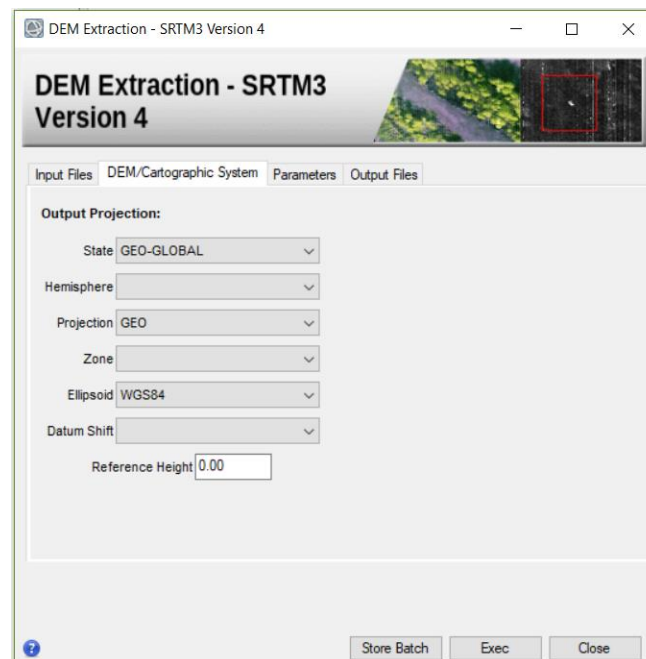 DEM Extraction - SRTM3 Version 4
DEM Extraction - SRTM3
Version 4
Input Files DEM/Cartographic System Parameters Output Files
Output Projection:
State GEO-GLOBAL
Hemisphere
Projection GEO
Zone
Ellipsoid WGS84
Datum Shift
Reference Height 0.00
? Store Batch Exec Close